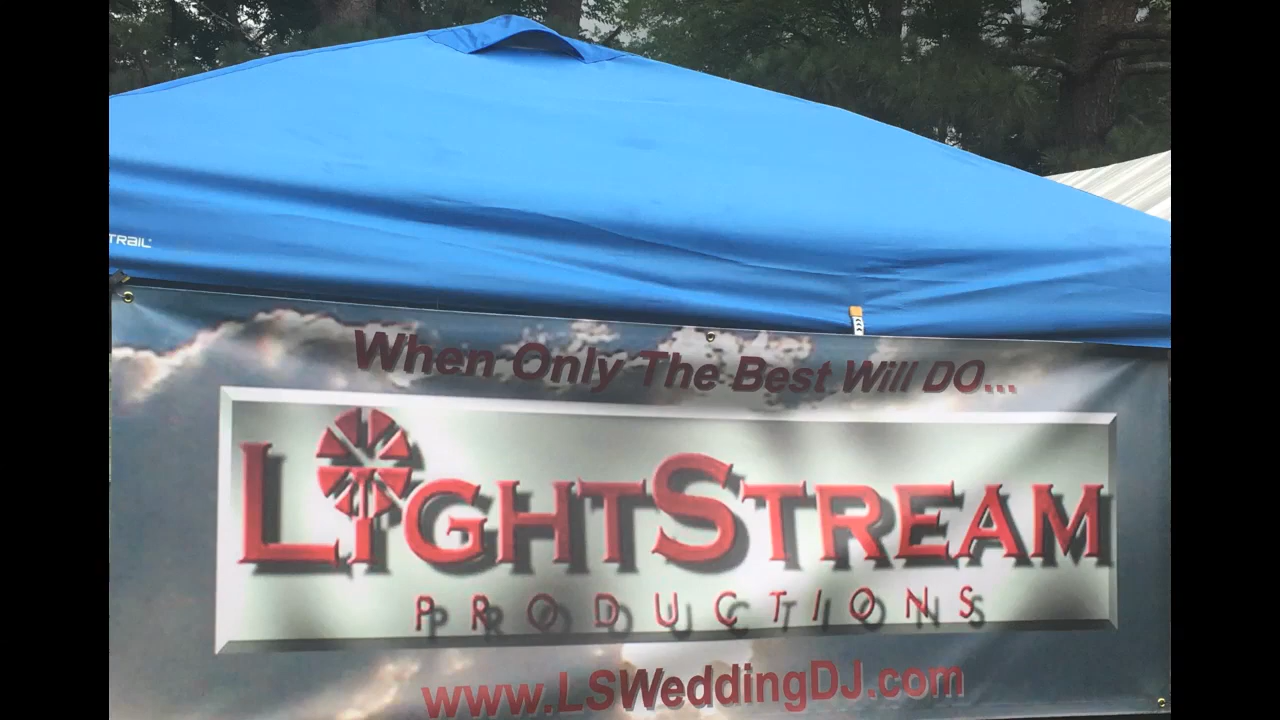 TRAIL
When Only The Best Will DO...
LIGHTSTREAM
PRODUCTIONS
www.LSWeddingDJ.com